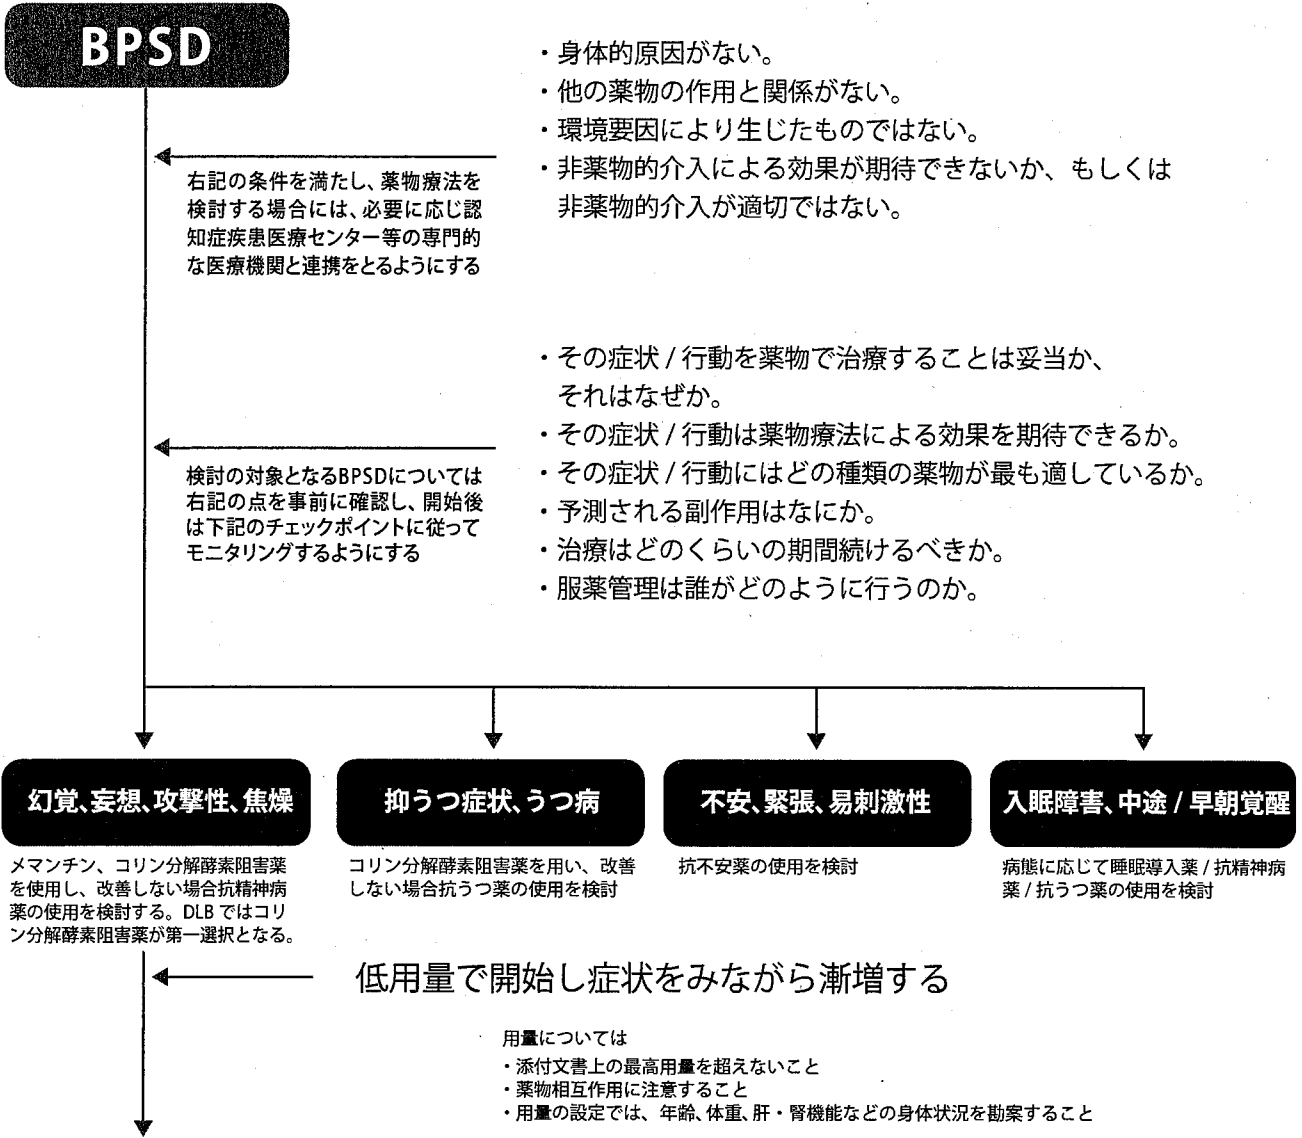 BPSD
・身体的原因がない。
・他の薬物の作用と関係がない。
・環境要因により生じたものではない。
・非薬物的介入による効果が期待できないか、もしくは
非薬物的介入が適切ではない。
右記の条件を満たし、薬物療法を
検討する場合には、必要に応じ認
知症疾患医療センター等の専門的
な医療機関と連携をとるようにする
・その症状 / 行動を薬物で治療することは妥当か、
それはなぜか。
・その症状 / 行動は薬物療法による効果を期待できるか。
・その症状 / 行動にはどの種類の薬物が最も適しているか。
・予測される副作用はなにか。
・治療はどのくらいの期間続けるべきか。
・服薬管理は誰がどのように行うのか。
検討の対象となるBPSDについては
右記の点を事前に確認し、開始後
は下記のチェックポイントに従って
モニタリングするようにする
幻覚、妄想、攻撃性、焦燥
メマンチン、コリン分解酵素阻害薬
を使用し、改善しない場合抗精神病
薬の使用を検討する。DLB ではコリ
ン分解酵素阻害薬が第一選択となる。
抑うつ症状、うつ病
コリン分解酵素阻害薬を用い、改善
しない場合抗うつ薬の使用を検討
不安、緊張、易刺激性
抗不安薬の使用を検討
入眠障害、中途 / 早朝覚醒
病態に応じて睡眠導入薬 / 抗精神病
薬 / 抗うつ薬の使用を検討
低用量で開始し症状をみながら漸増する
用量については
・添付文書上の最高用量を超えないこと
・薬物相互作用に注意すること
・用量の設定では、年齢、体重、肝・腎機能などの身体状況を勘案すること